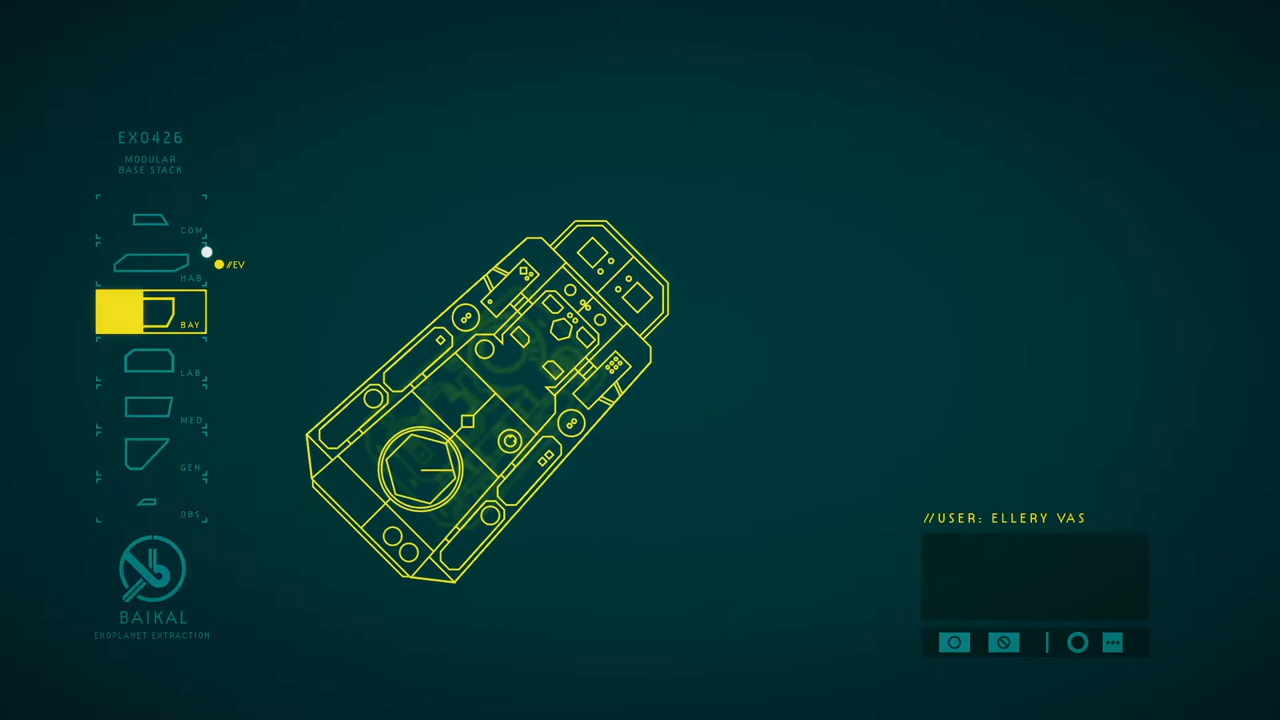 EX0426
MODULAR
BASE STACK
COM
//EV
HAB
BAY
LAB
MED
GEN
OBS
BAIKAL
EXOPLANET EXTRACTION
//USER: ELLERY VAS